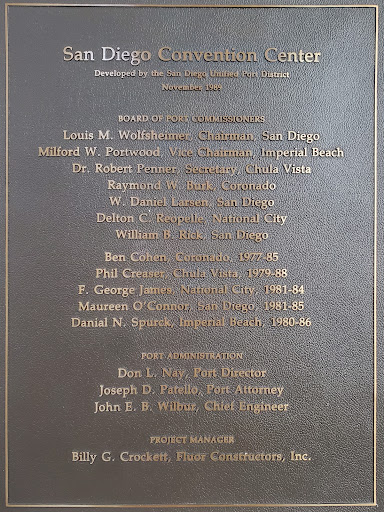 San Diego Convention Center
Developed by the San Diego Unified Port District
November 1989
BOARD OF PORT COMMISSIONERS
Louis M. Wolfsheimer, Chairman, San Diego
Milford W. Portwood, Vice Chairman, Imperial Beach
Dr. Robert Penner, Secretary, Chula Vista
Raymond W. Burk, Coronado
W. Daniel Larsen, San Diego
Delton C. Reopelle, National City
William B. Rick, San Diego
Ben Cohen, Coronado, 1977-85
Phil Creaser, Chula Vista, 1979-88
F. George James, National City, 1981-84
Maureen O'Connor, San Diego, 1981-85
Danial N. Spurck, Imperial Beach, 1980-86
PORT ADMINISTRATION
Don L. Nay, Port Director
Joseph D. Patello, Port Attorney
John E. B. Wilbur, Chief Engineer
PROJECT MANAGER
Billy G. Crockett, Fluor Constructors, Inc.